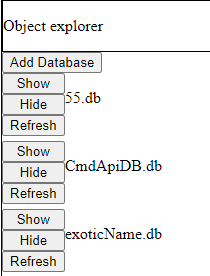 Object explorer
Add Database
Show
Hide
Refresh
55.db
Show
Hide
Refresh
CmdApiDB.db
Show
Hide
Refresh
exoticName.db